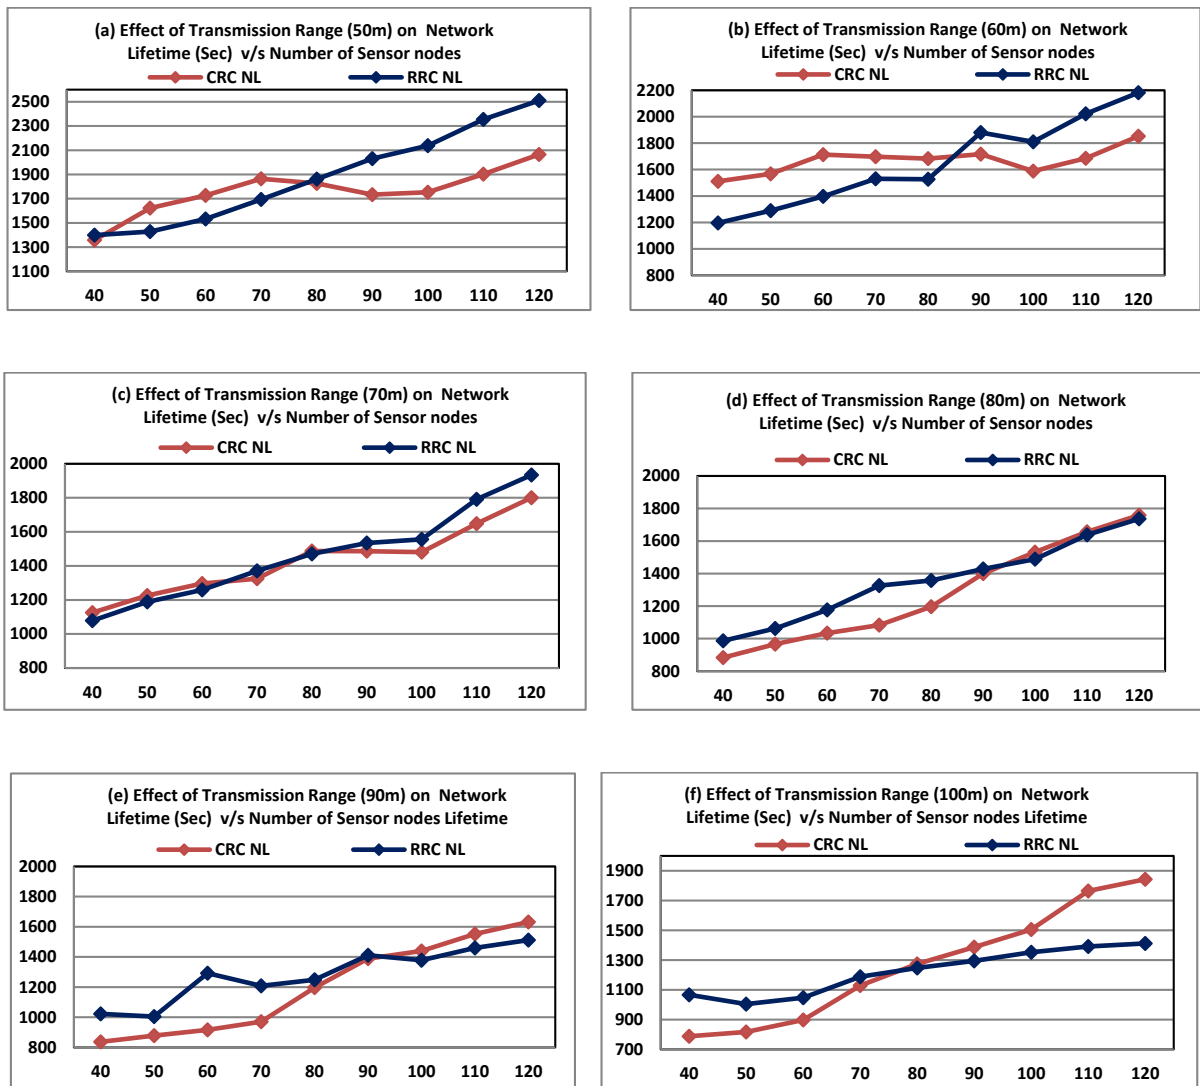 (a) Effect of Transmission Range (50m) on Network
Lifetime (Sec) v/s Number of Sensor nodes
CRC NL RRC NL
2500
2300
2100
1900
1700
1500
1300
1100
40 50 60 70 80 90 100 110 120
(b) Effect of Transmission Range (60m) on Network
Lifetime (Sec) v/s Number of Sensor nodes
CRC NL RRC NL
2200
2000
1800
1600
1400
1200
1000
800
40 50 60 70 80 90 100 110 120
(c) Effect of Transmission Range (70m) on Network
Lifetime (Sec) v/s Number of Sensor nodes
CRC NL RRC NL
2000
1800
1600
1400
1200
1000
800
40 50 60 70 80 90 100 110 120
(d) Effect of Transmission Range (80m) on Network
Lifetime (Sec) v/s Number of Sensor nodes
CRC NL RRC NL
2000
1800
1600
1400
1200
1000
800
40 50 60 70 80 90 100 110 120
(e) Effect of Transmission Range (90m) on Network
Lifetime (Sec) v/s Number of Sensor nodes Lifetime
CRC NL RRC NL
2000
1800
1600
1400
1200
1000
800
40 50 60 70 80 90 100 110 120
(f) Effect of Transmission Range (100m) on Network
Lifetime (Sec) v/s Number of Sensor nodes Lifetime
CRC NL RRC NL
1900
1700
1500
1300
1100
900
700
40 50 60 70 80 90 100 110 120